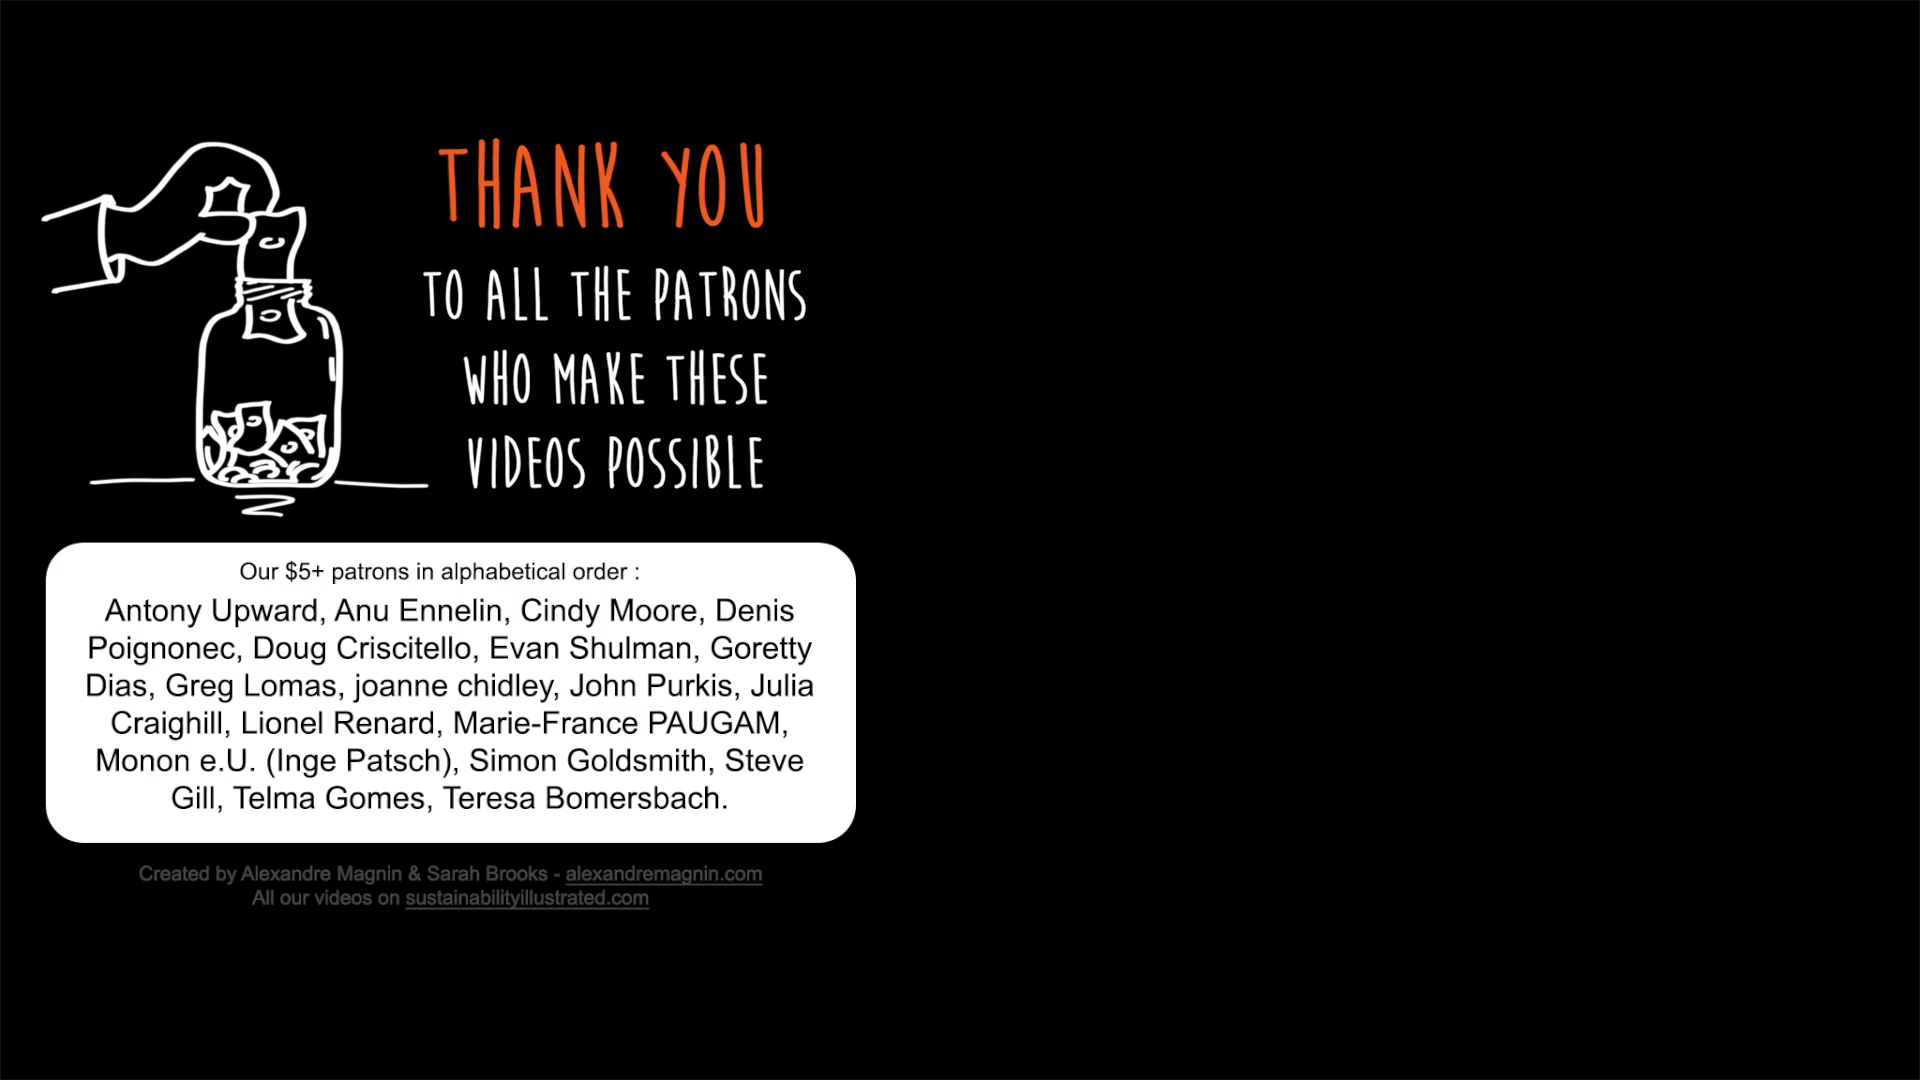 THANK YOU
TO ALL THE PATRONS
WHO MAKE THESE
VIDEOS POSSIBLE
Our $5+ patrons in alphabetical order :
Antony Upward, Anu Ennelin, Cindy Moore, Denis
Poignonec, Doug Criscitello, Evan Shulman, Goretty
Dias, Greg Lomas, joanne chidley, John Purkis, Julia
Craighill, Lionel Renard, Marie-France PAUGAM,
Monon e.U. (Inge Patsch), Simon Goldsmith, Steve
Gill, Telma Gomes, Teresa Bomersbach.
Created by Alexandre Magnin & Sarah Brooks - alexandremagnin.com
All our videos on sustainabilityillustrated.com